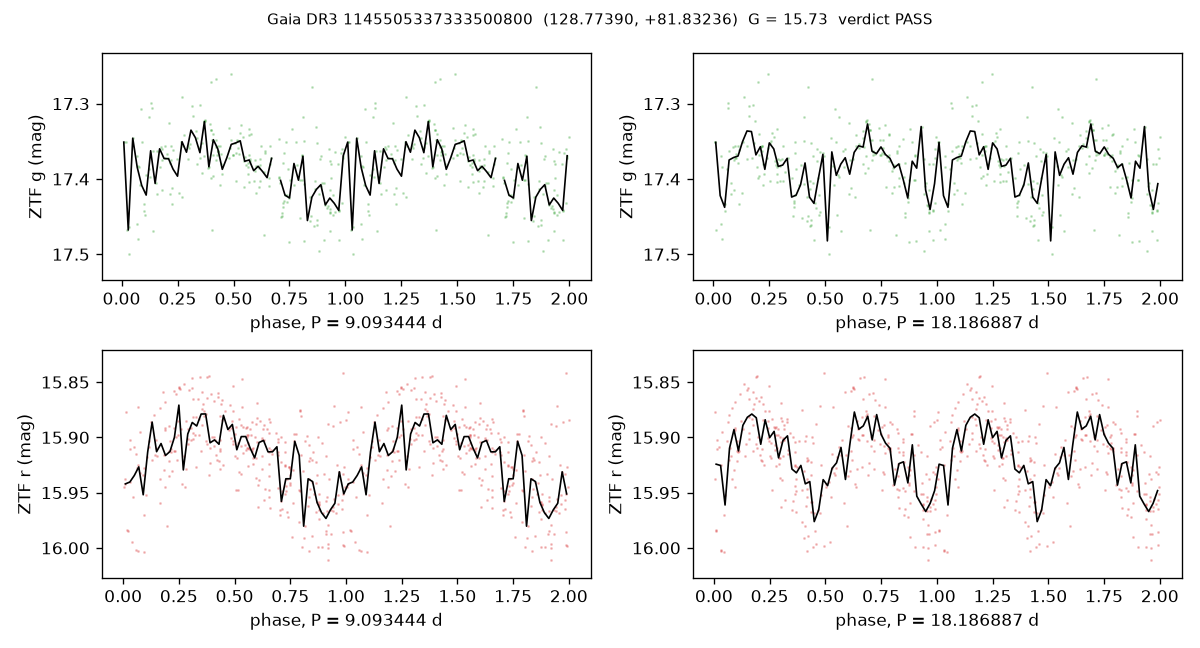 Gaia DR3 1145505337333500800  (128.77390, +81.83236)  G = 15.73  verdict PASS
ZTF g (mag)
17.3
17.4
17.5
0.00 0.25 0.50 0.75 1.00 1.25 1.50 1.75 2.00
phase, P = 9.093444 d
ZTF g (mag)
17.3
17.4
17.5
0.00 0.25 0.50 0.75 1.00 1.25 1.50 1.75 2.00
phase, P = 18.186887 d
ZTF r (mag)
15.85
15.90
15.95
16.00
0.00 0.25 0.50 0.75 1.00 1.25 1.50 1.75 2.00
phase, P = 9.093444 d
ZTF r (mag)
15.85
15.90
15.95
16.00
0.00 0.25 0.50 0.75 1.00 1.25 1.50 1.75 2.00
phase, P = 18.186887 d